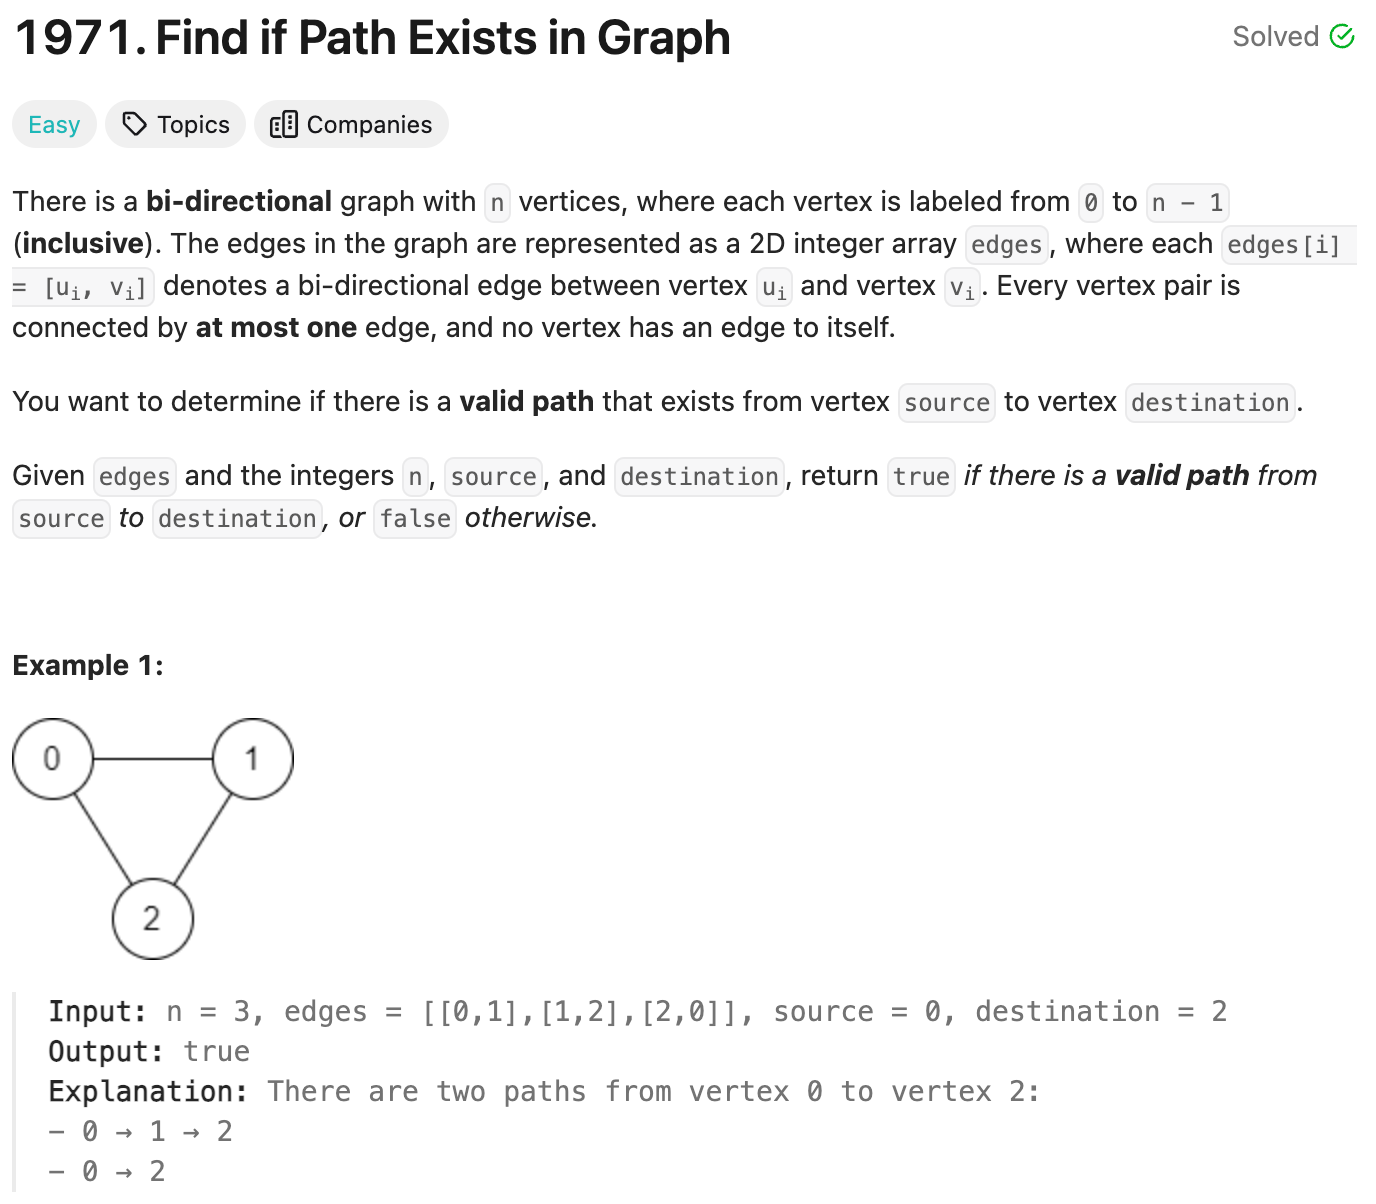 1971. Find if Path Exists in Graph
Solved
Easy
Topics
Companies
There is a bi-directional graph with n vertices, where each vertex is labeled from 0 to n - 1
(inclusive). The edges in the graph are represented as a 2D integer array edges, where each edges[i]
= [ui, vi] denotes a bi-directional edge between vertex ui and vertex vi. Every vertex pair is
connected by at most one edge, and no vertex has an edge to itself.
You want to determine if there is a valid path that exists from vertex source to vertex destination.
Given edges and the integers n, source, and destination, return true if there is a valid path from
source to destination, or false otherwise.
Example 1:
0
1
2
Input: n = 3, edges = [[0,1],[1,2],[2,0]], source = 0, destination = 2
Output: true
Explanation: There are two paths from vertex 0 to vertex 2:
- 0 → 1 → 2
- 0 → 2